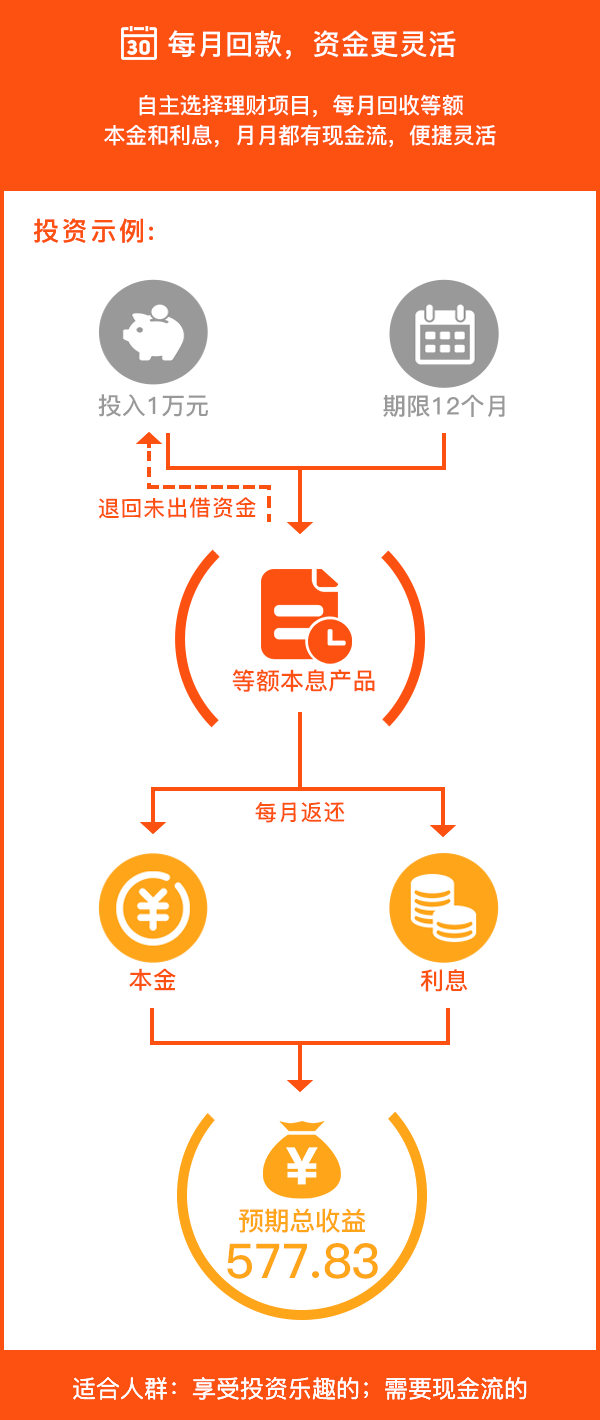 30 每月回款，资金更灵活
自主选择理财项目，每月回收等额
本金和利息，月月都有现金流，便捷灵活
投资示例:
投入1万元
期限12个月
退回未出借资金
等额本息产品
每月返还
¥
本金
利息
¥
预期总收益
577.83
适合人群：享受投资乐趣的；需要现金流的